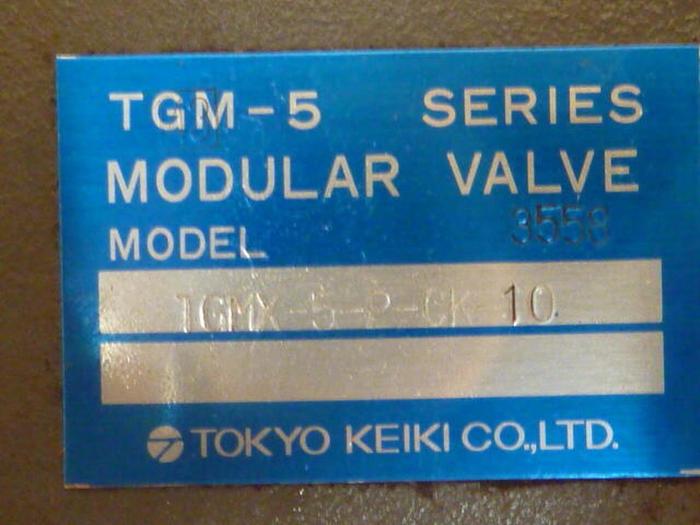 TGM-5 SERIES
MODULAR VALVE
MODEL 3558
TGMX-5-P-CK-10
TOKYO KEIKI CO.,LTD.